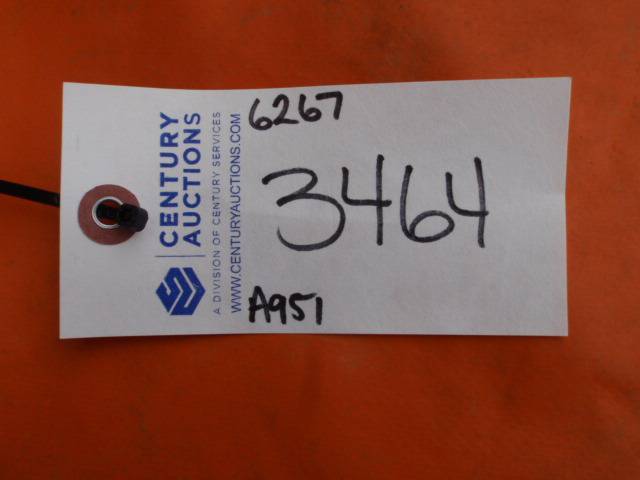 CENTURY
AUCTIONS
A DIVISION OF CENTURY SERVICES
WWW.CENTURYAUCTIONS.COM
6267
3464
A951